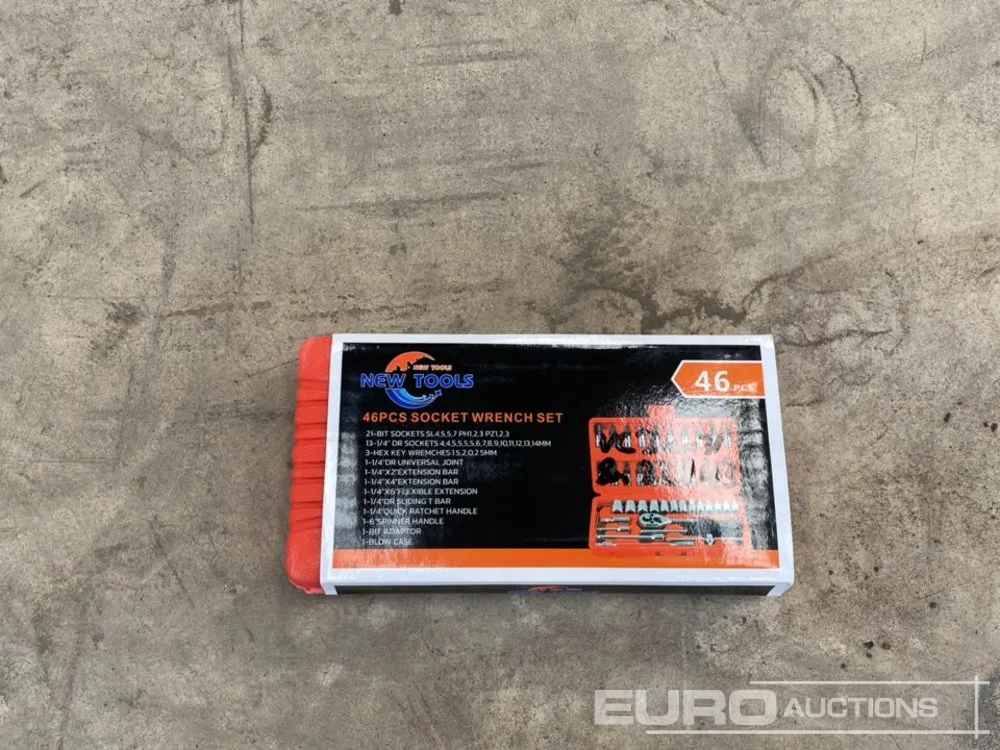 NEW TOOLS
NEW TOOLS
46 PCS
46PCS SOCKET WRENCH SET
21-BIT SOCKETS SL4,5,5,7 PH1,2,3 PZ1,2,3
13-1/4" DR SOCKETS 4,4.5,5,5.5,6,7,8,9,10,11,12,13,14MM
3-HEX KEY WREMCHES 1.5,2.0,2.5MM
1-1/4"DR UNIVERSAL JOINT
1-1/4"X2"EXTENSION BAR
1-1/4"X4"EXTENSION BAR
1-1/4"X6"FLEXIBLE EXTENSION
1-1/4"DR SLIDING T BAR
1-1/4"QUICK RATCHET HANDLE
1-6"SPINNER HANDLE
1-BIT ADAPTOR
1-BLOW CASE
EURO AUCTIONS